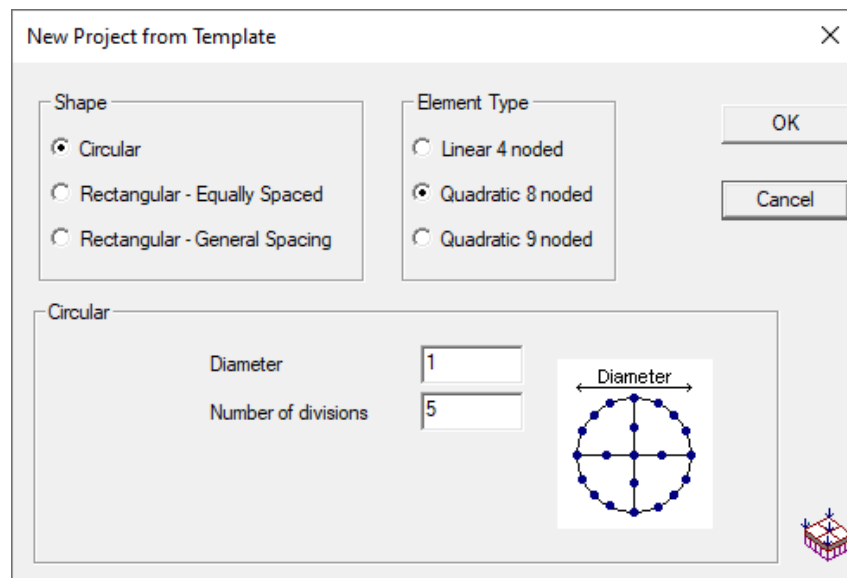 New Project from Template
Shape
Circular
Rectangular - Equally Spaced
Rectangular - General Spacing
Element Type
Linear 4 noded
Quadratic 8 noded
Quadratic 9 noded
OK
Cancel
Circular
Diameter 1
Number of divisions 5
Diameter